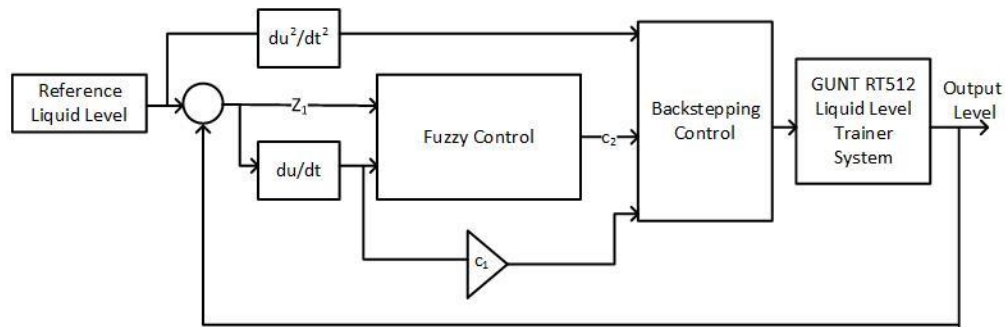 du²/dt²
Reference
Liquid Level
Z₁
du/dt
Fuzzy Control
c₂
c₁
Backstepping
Control
GUNT RT512
Liquid Level
Trainer
System
Output
Level